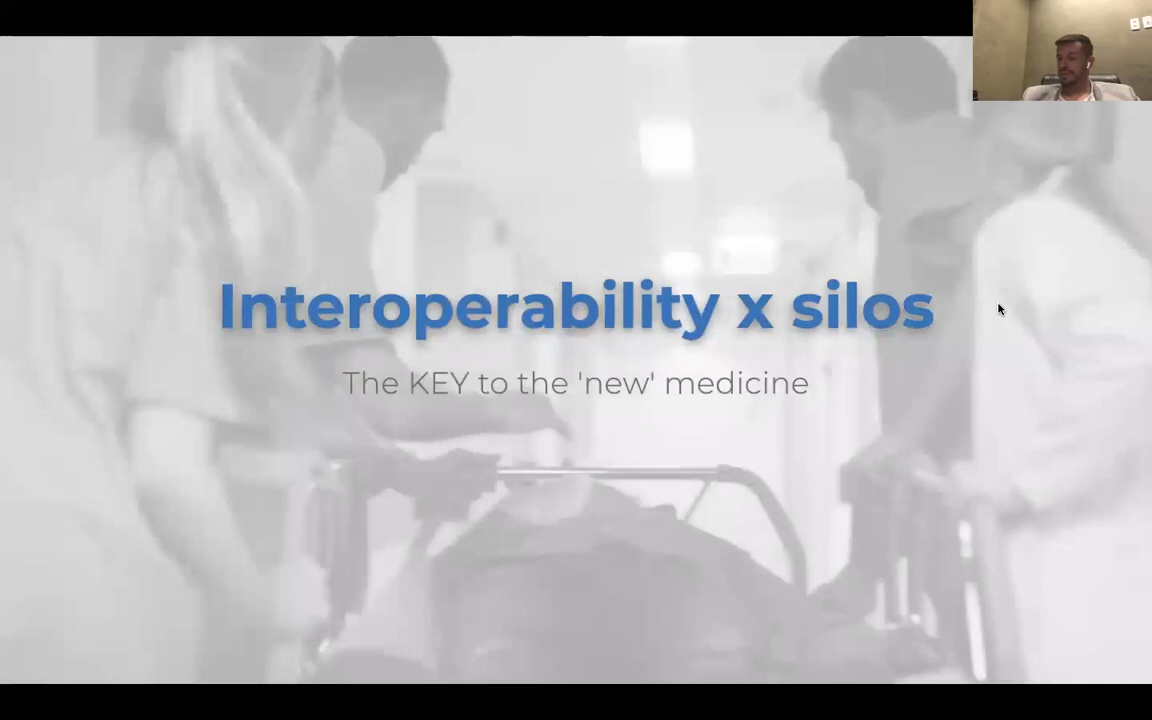 Interoperability x silos
The KEY to the 'new' medicine